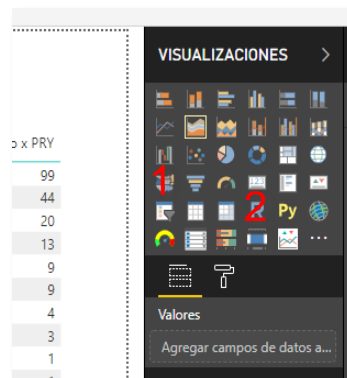 VISUALIZACIONES >
o x PRY
99
44
20
13
9
9
4
3
1
1
2
123
R
Py
...
Valores
Agregar campos de datos a...